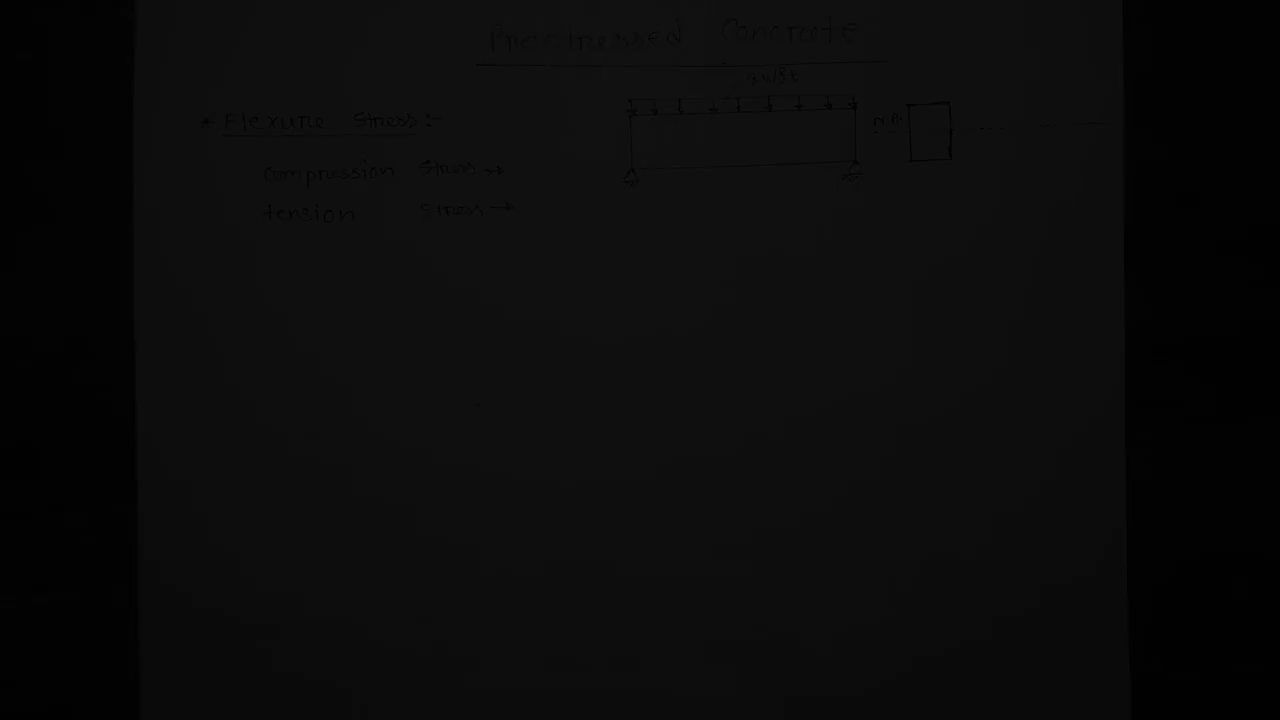 Prestressed Concrete
* Flexure Stress :-
N.A.
Compression Stress →
tension Stress →